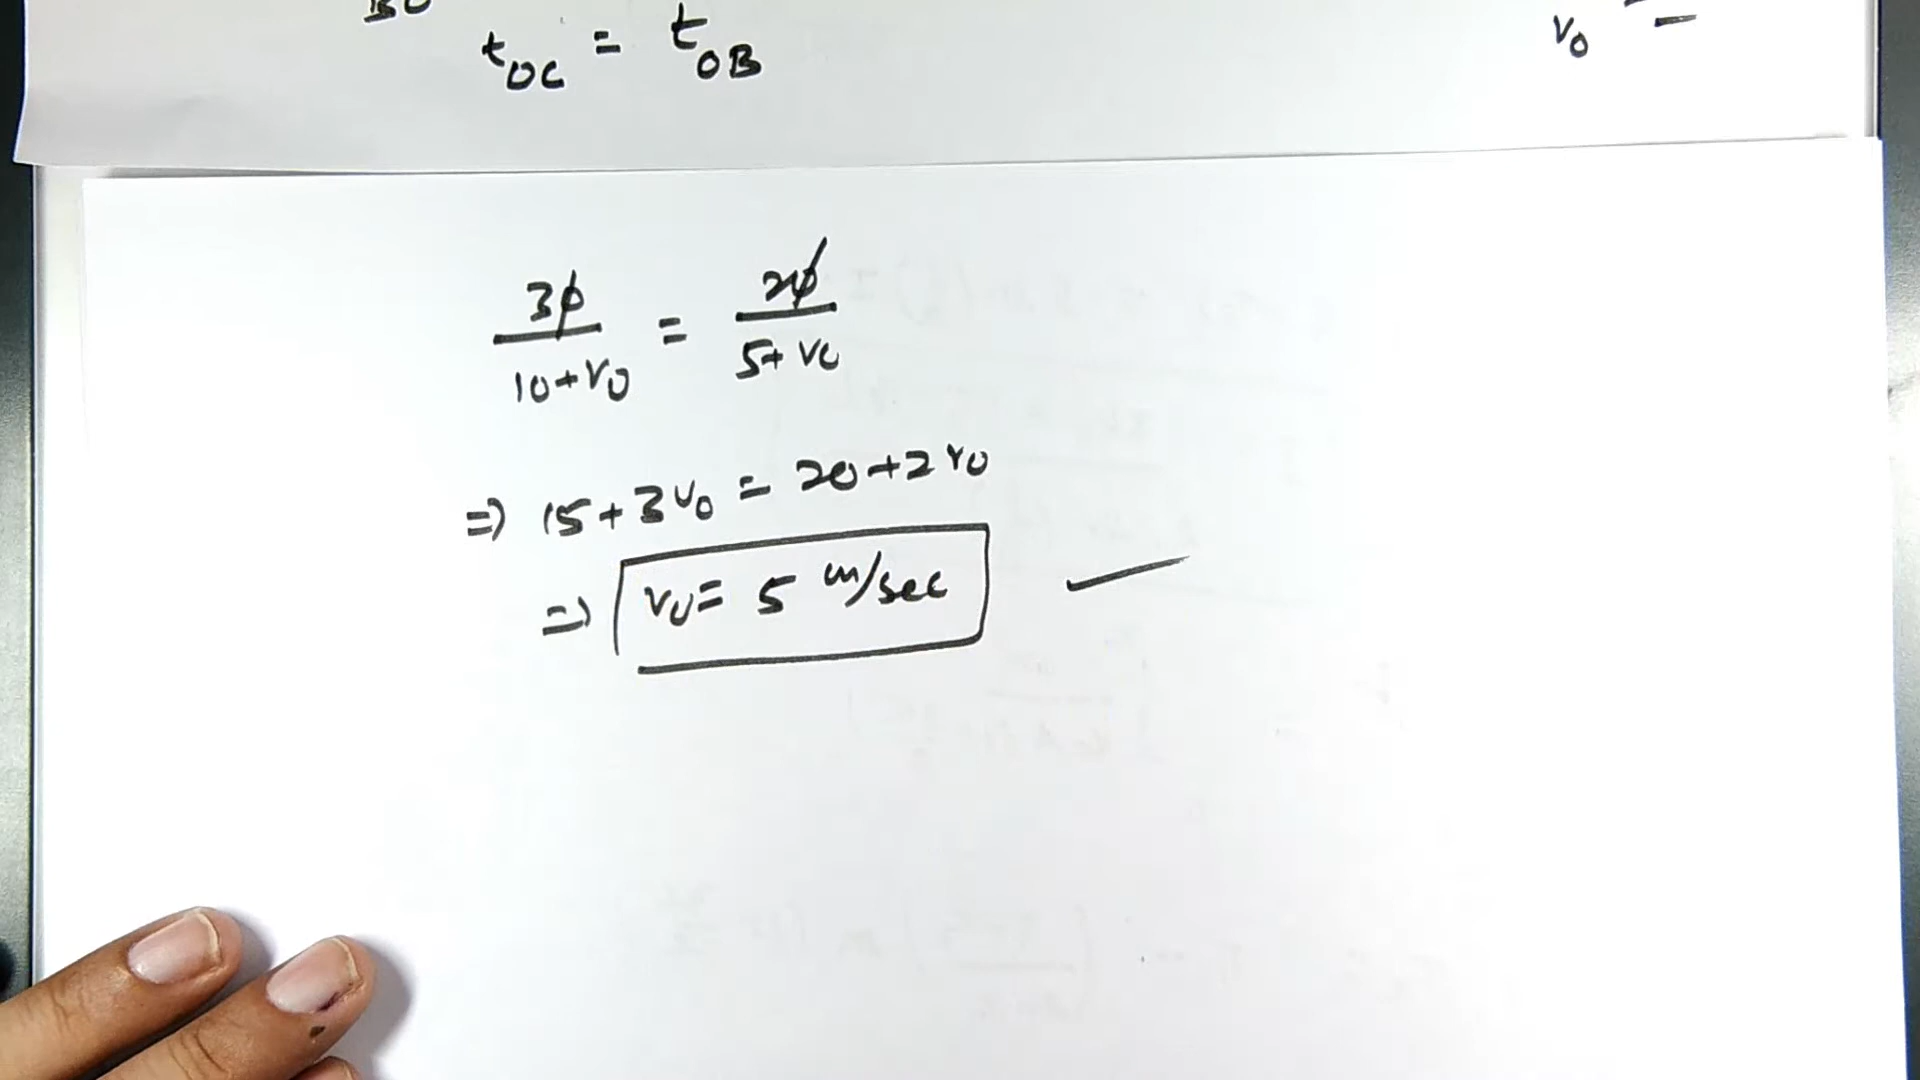 t_OC = t_OB
v_0
30/10+v_0 = 20/5+v_0
=> 15+3v_0 = 20+2v_0
=> v_0 = 5 m/sec